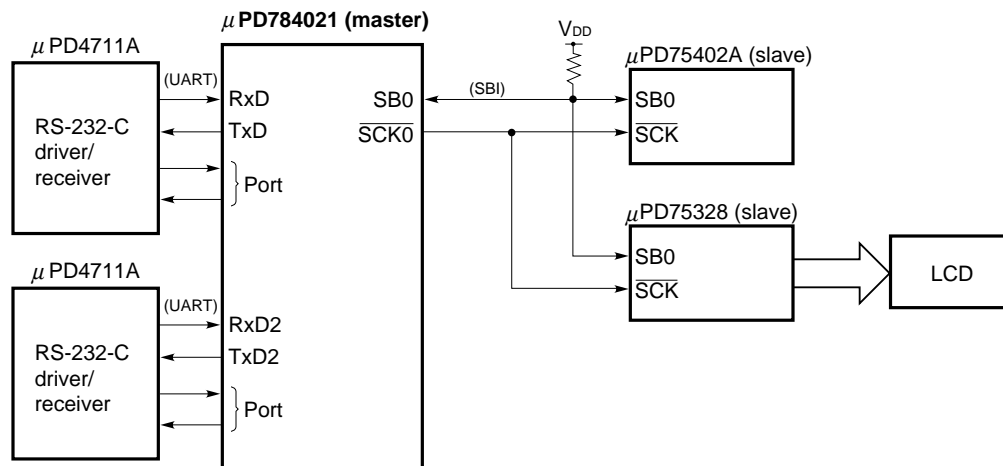 μPD784021 (master)
μPD4711A
(UART)
RS-232-C
driver/
receiver
RxD
TxD
Port
SB0
SCK0
(SBI)
VDD
μPD75402A (slave)
SB0
SCK
μPD75328 (slave)
SB0
SCK
LCD
μPD4711A
(UART)
RS-232-C
driver/
receiver
RxD2
TxD2
Port